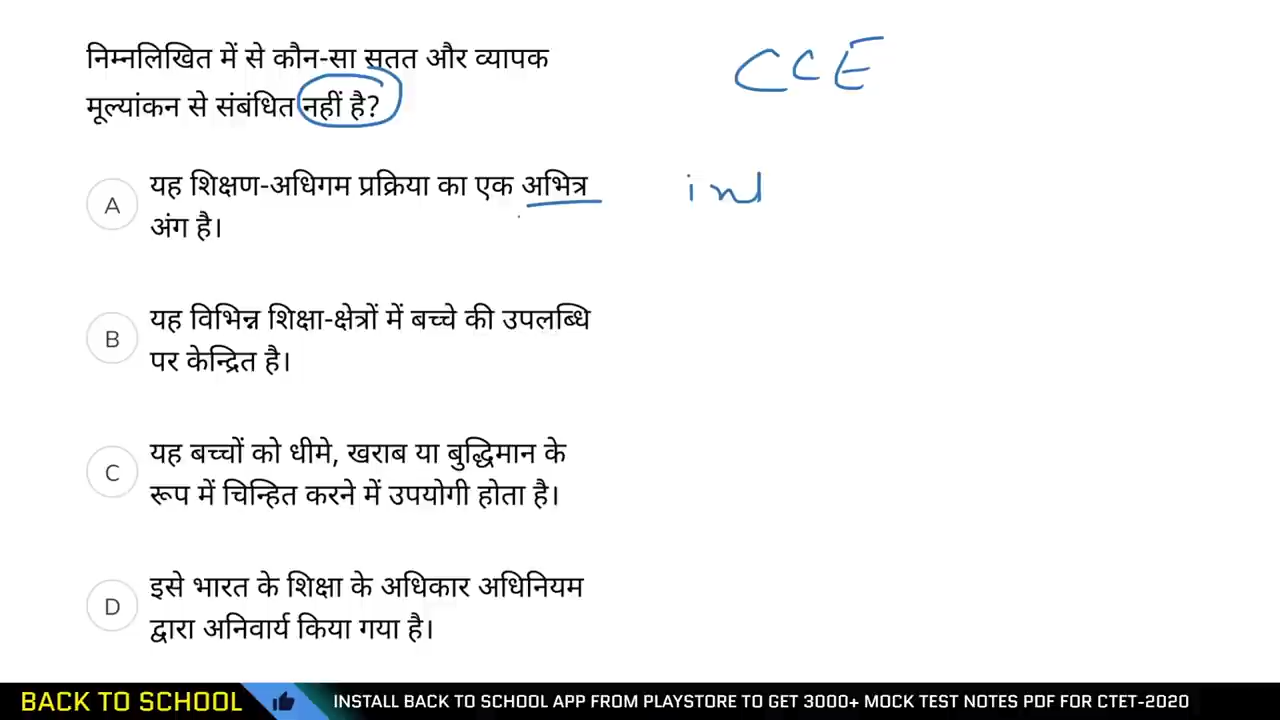 निम्नलिखित में से कौन-सा सतत और व्यापक
CCE
मूल्यांकन से संबंधित नहीं है?
A
यह शिक्षण-अधिगम प्रक्रिया का एक अभित्र
अंग है।
B
यह विभिन्न शिक्षा-क्षेत्रों में बच्चे की उपलब्धि
पर केन्द्रित है।
C
यह बच्चों को धीमे, खराब या बुद्धिमान के
रूप में चिन्हित करने में उपयोगी होता है।
D
इसे भारत के शिक्षा के अधिकार अधिनियम
द्वारा अनिवार्य किया गया है।
BACK TO SCHOOL
INSTALL BACK TO SCHOOL APP FROM PLAYSTORE TO GET 3000+ MOCK TEST NOTES PDF FOR CTET-2020